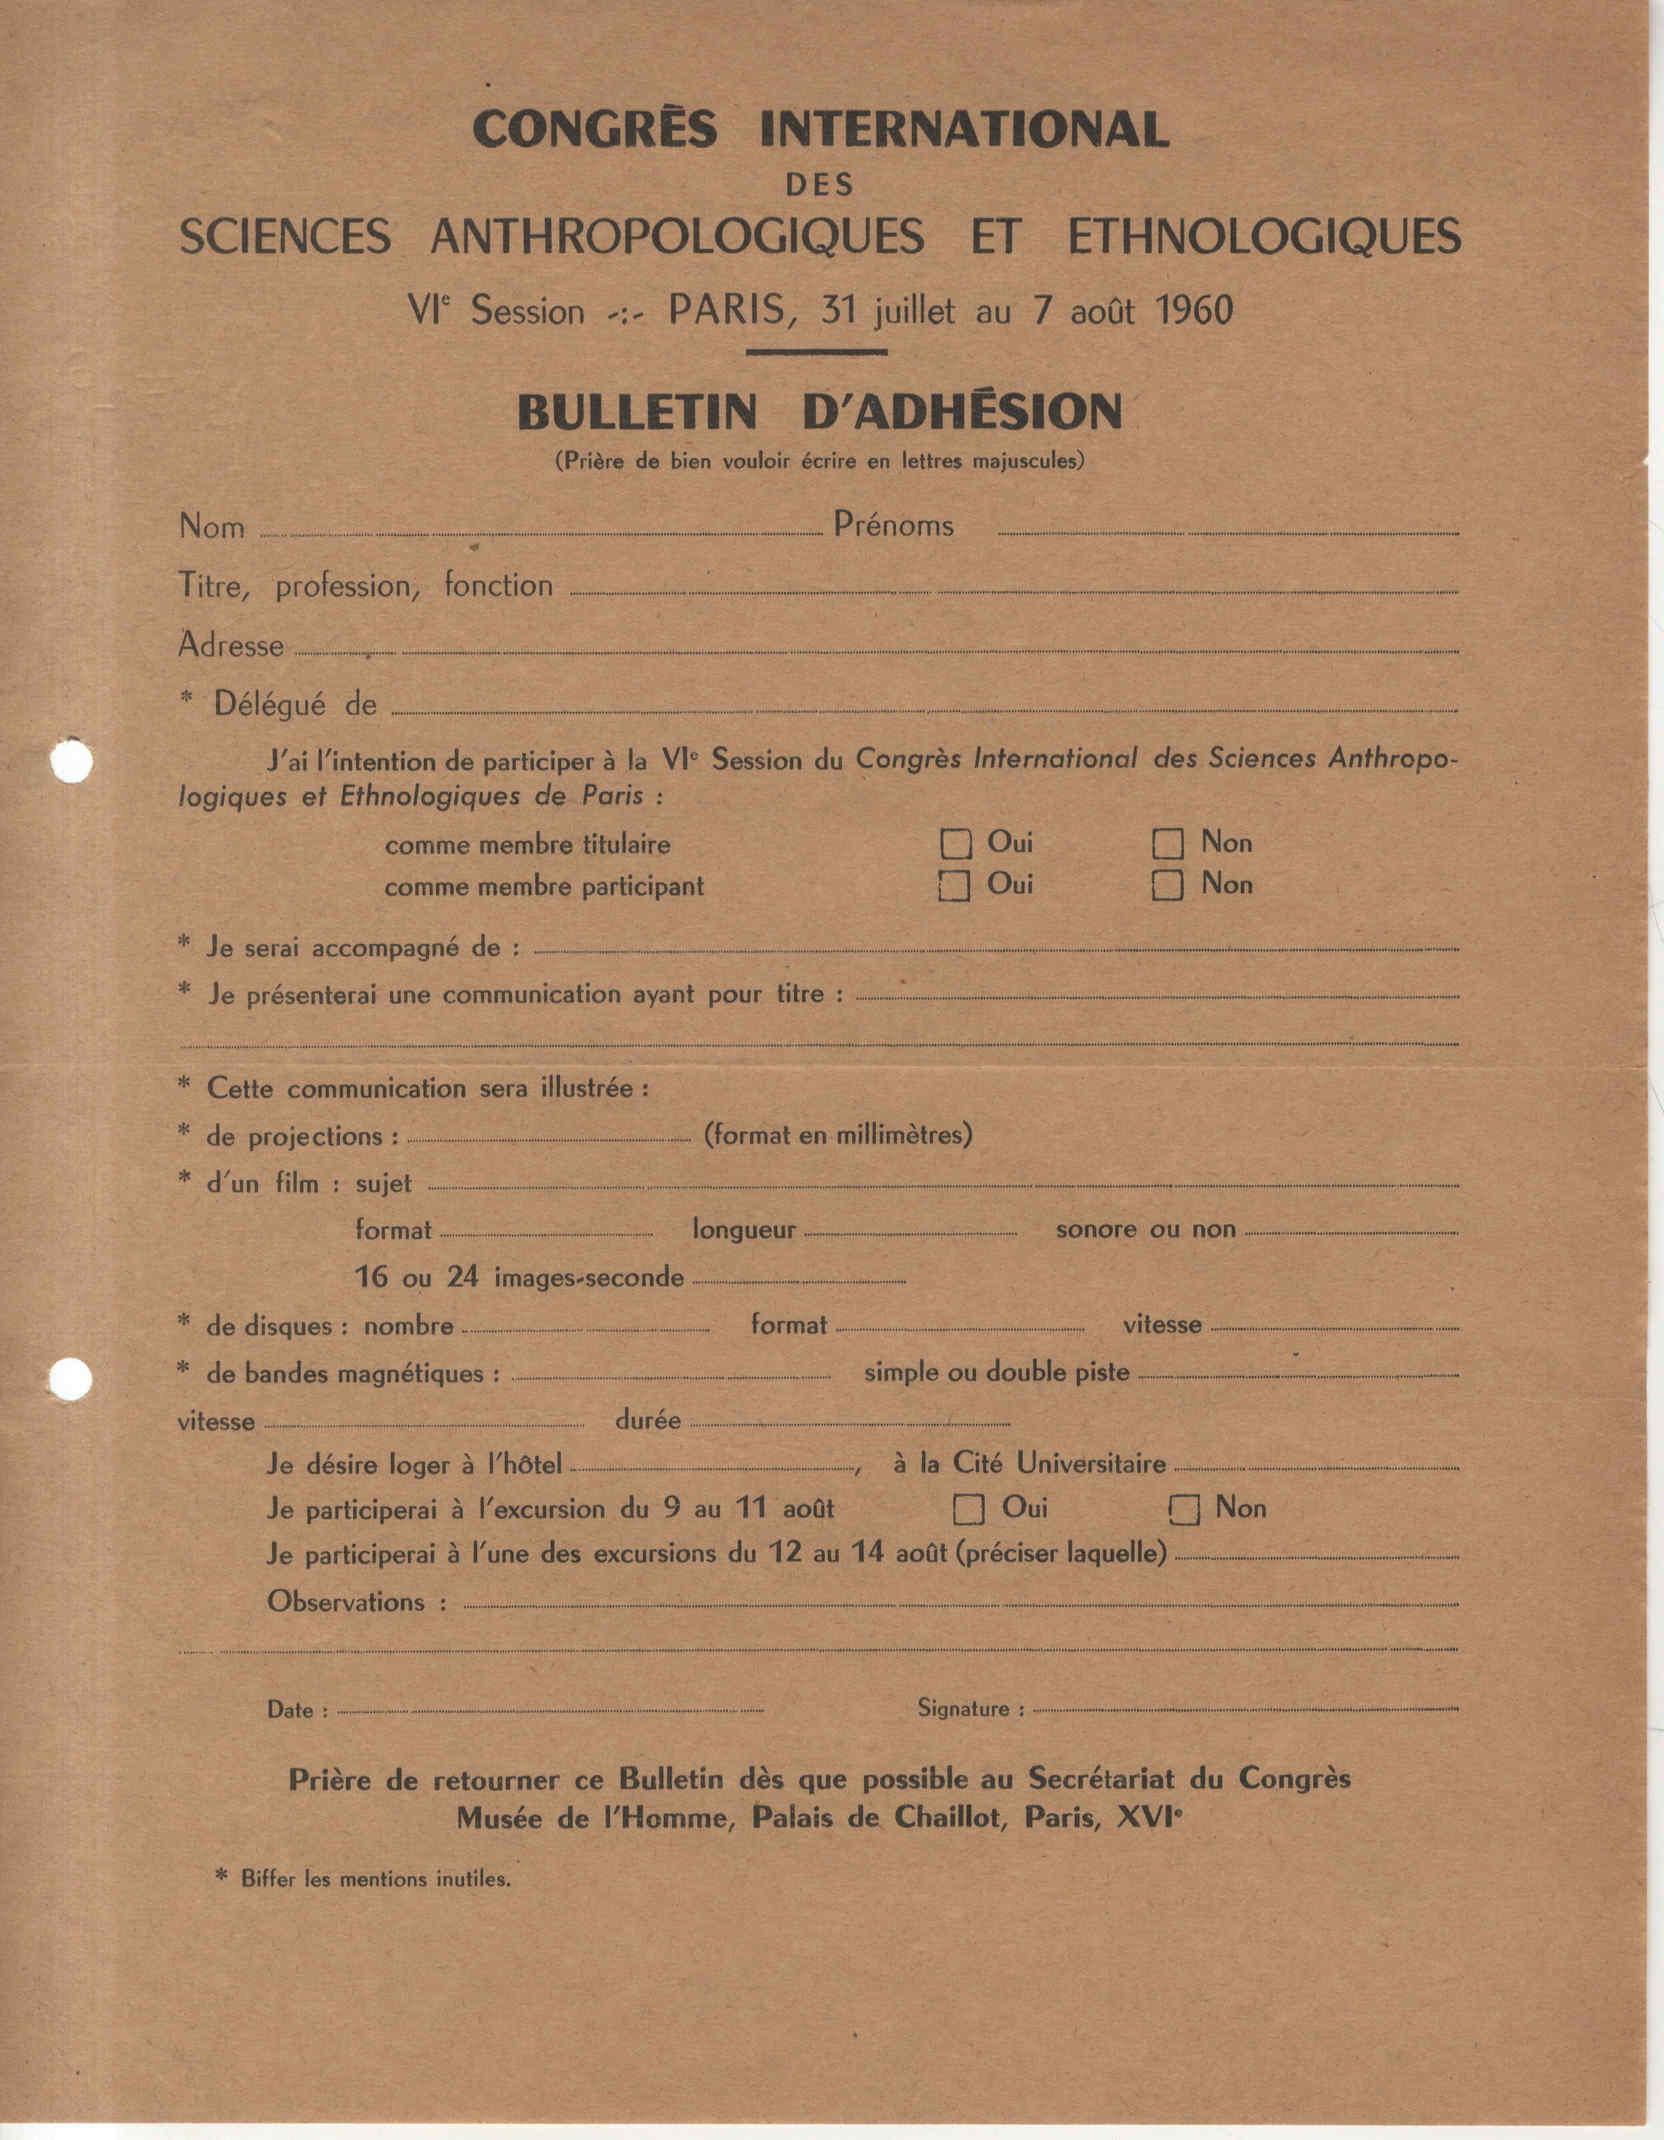 CONGRÈS INTERNATIONAL
DES
SCIENCES ANTHROPOLOGIQUES ET ETHNOLOGIQUES
VIe Session -:- PARIS, 31 juillet au 7 août 1960
BULLETIN D'ADHÉSION
(Prière de bien vouloir écrire en lettres majuscules)
Nom Prénoms
Titre, profession, fonction
Adresse
* Délégué de
J'ai l'intention de participer à la VIe Session du Congrès International des Sciences Anthropo-
logiques et Ethnologiques de Paris :
comme membre titulaire Oui Non
comme membre participant Oui Non
* Je serai accompagné de :
* Je présenterai une communication ayant pour titre :
* Cette communication sera illustrée :
* de projections : (format en millimètres)
* d'un film : sujet
format longueur sonore ou non
16 ou 24 images-seconde
* de disques : nombre format vitesse
* de bandes magnétiques : simple ou double piste
vitesse durée
Je désire loger à l'hôtel , à la Cité Universitaire
Je participerai à l'excursion du 9 au 11 août Oui Non
Je participerai à l'une des excursions du 12 au 14 août (préciser laquelle)
Observations :
Date : Signature :
Prière de retourner ce Bulletin dès que possible au Secrétariat du Congrès
Musée de l'Homme, Palais de Chaillot, Paris, XVIe
* Biffer les mentions inutiles.